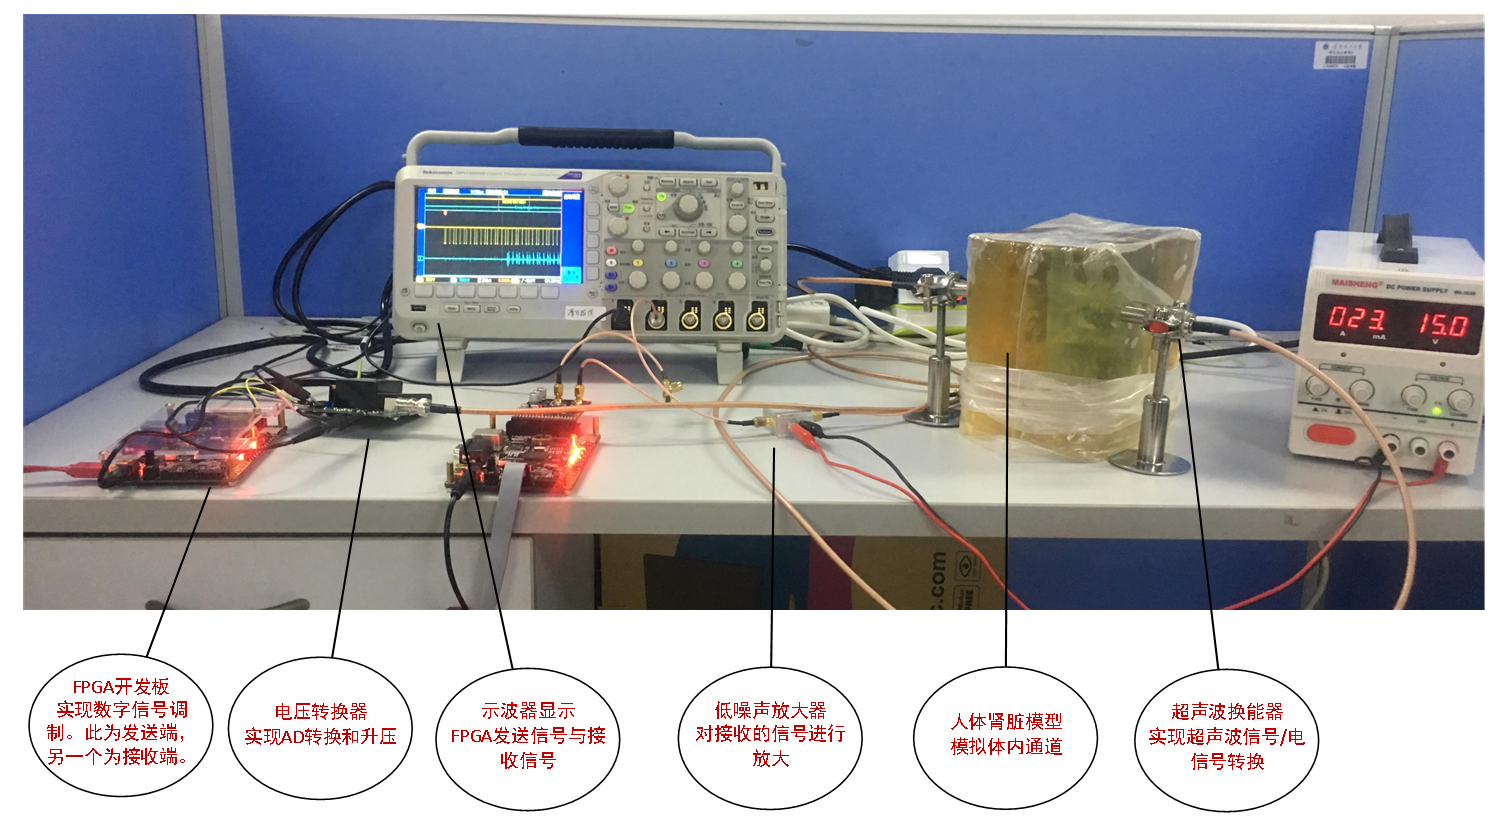 Tektronix
MAISHENG
DC POWER SUPPLY
023.
15.0
A
mA
V
c.com
FPGA开发板
实现数字信号调
制。此为发送端，
另一个为接收端。
电压转换器
实现AD转换和升压
示波器显示
FPGA发送信号与接
收信号
低噪声放大器
对接收的信号进行
放大
人体肾脏模型
模拟体内通道
超声波换能器
实现超声波信号/电
信号转换